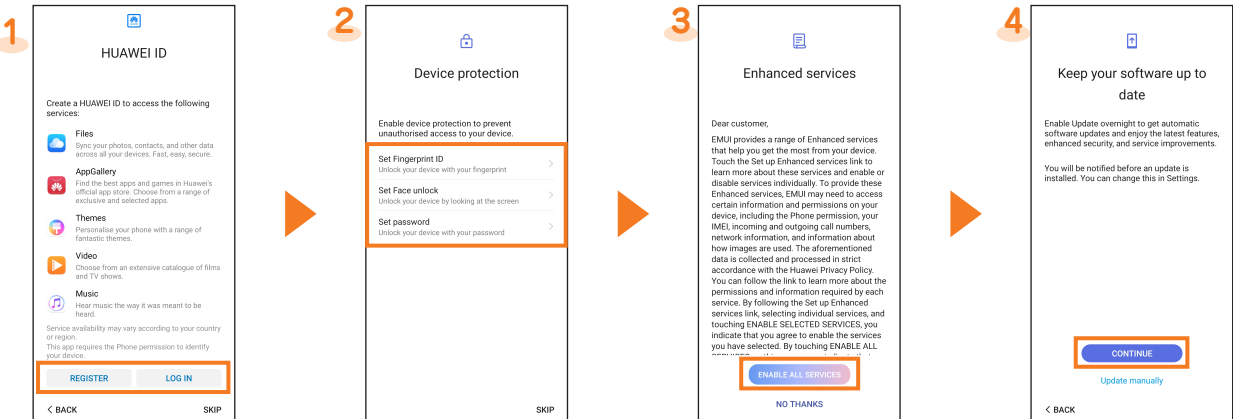 1
HUAWEI ID
Create a HUAWEI ID to access the following
services:
Files
Sync your photos, contacts, and other data
across all your devices. Fast, easy, secure.
AppGallery
Find the best apps and games in Huawei's
official app store. Choose from a range of
exclusive and selected apps.
Themes
Personalise your phone with a range of
fantastic themes.
Video
Choose from an extensive catalogue of films
and TV shows.
Music
Hear music the way it was meant to be
heard.
Service availability may vary according to your country
or region.
This app requires the Phone permission to identify
your device.
REGISTER
LOG IN
< BACK
SKIP
2
Device protection
Enable device protection to prevent
unauthorised access to your device.
Set Fingerprint ID
Unlock your device with your fingerprint
Set Face unlock
Unlock your device by looking at the screen
Set password
Unlock your device with your password
SKIP
3
Enhanced services
Dear customer,
EMUI provides a range of Enhanced services
that help you get the most from your device.
Touch the Set up Enhanced services link to
learn more about these services and enable or
disable services individually. To provide these
Enhanced services, EMUI may need to access
certain information and permissions on your
device, including the Phone permission, your
IMEI, incoming and outgoing call numbers,
network information, and information about
how images are used. The aforementioned
data is collected and processed in strict
accordance with the Huawei Privacy Policy.
You can follow the link to learn more about the
permissions and information required by each
service. By following the Set up Enhanced
services link, selecting individual services, and
touching ENABLE SELECTED SERVICES, you
indicate that you agree to enable the services
you have selected. By touching ENABLE ALL
ENABLE ALL SERVICES
NO THANKS
4
Keep your software up to
date
Enable Update overnight to get automatic
software updates and enjoy the latest features,
enhanced security, and service improvements.
You will be notified before an update is
installed. You can change this in Settings.
CONTINUE
Update manually
< BACK